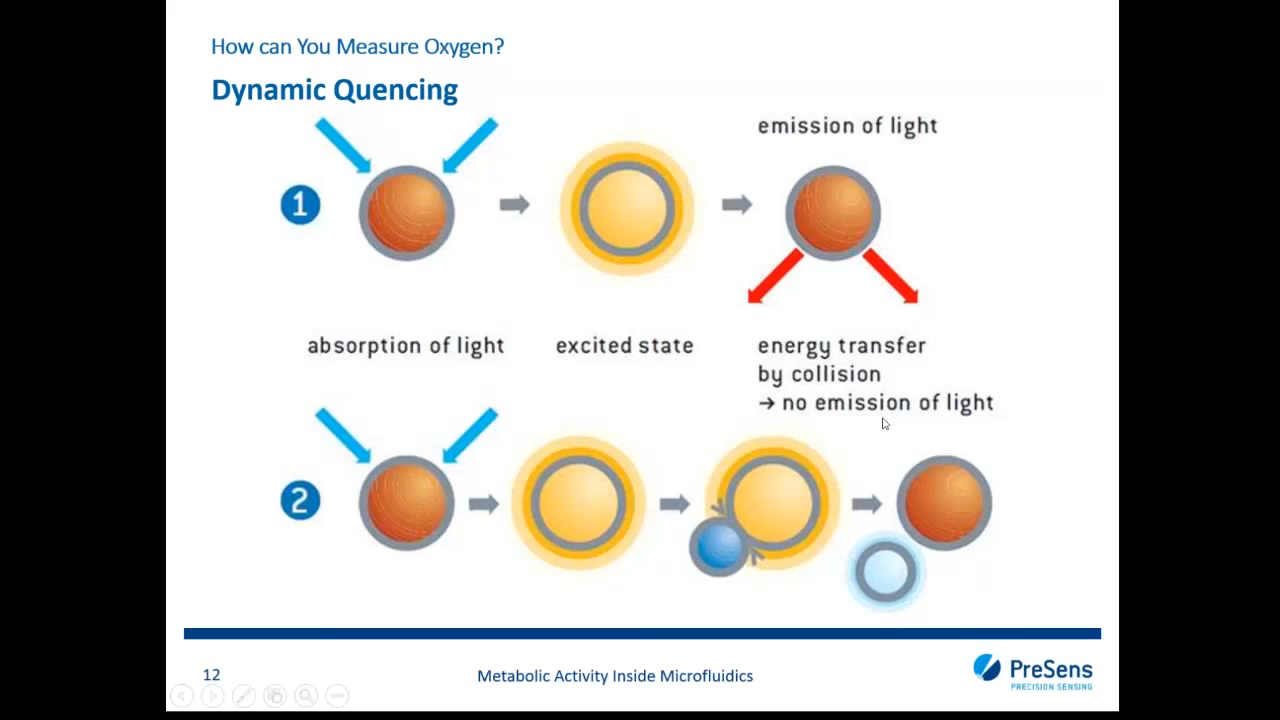 How can You Measure Oxygen?
Dynamic Quencing
emission of light
1
absorption of light
excited state
energy transfer
by collision
→ no emission of light
2
12
Metabolic Activity Inside Microfluidics
PreSens
PRECISION SENSING